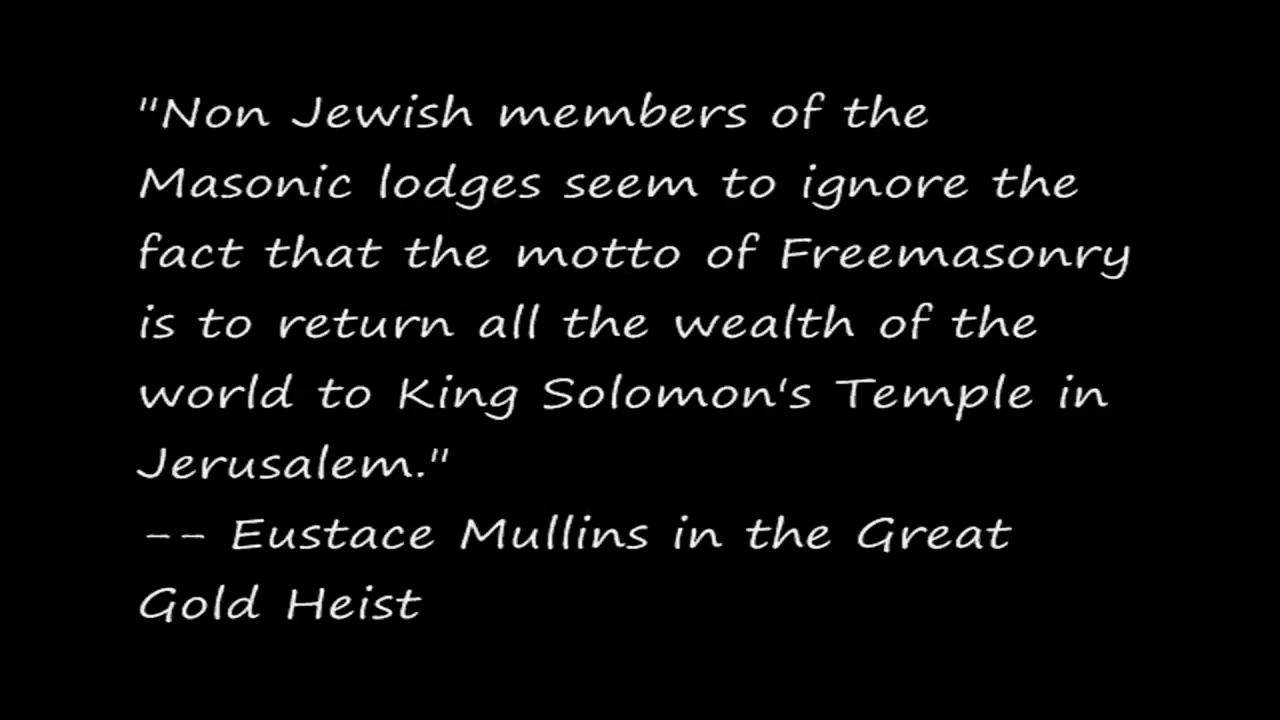 "Non Jewish members of the
Masonic lodges seem to ignore the
fact that the motto of Freemasonry
is to return all the wealth of the
world to King Solomon's Temple in
Jerusalem."
-- Eustace Mullins in the Great
Gold Heist